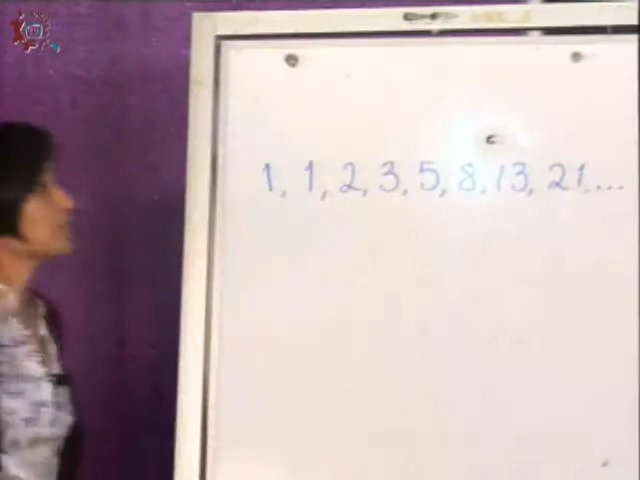 1, 1, 2, 3, 5, 8, 13, 21...